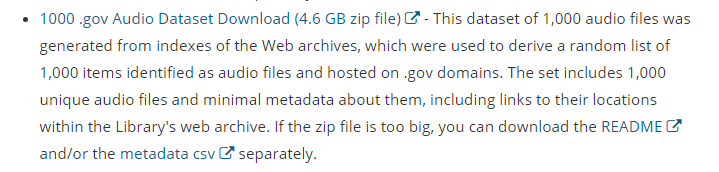 • 1000 .gov Audio Dataset Download (4.6 GB zip file) - This dataset of 1,000 audio files was
generated from indexes of the Web archives, which were used to derive a random list of
1,000 items identified as audio files and hosted on .gov domains. The set includes 1,000
unique audio files and minimal metadata about them, including links to their locations
within the Library's web archive. If the zip file is too big, you can download the README
and/or the metadata csv separately.